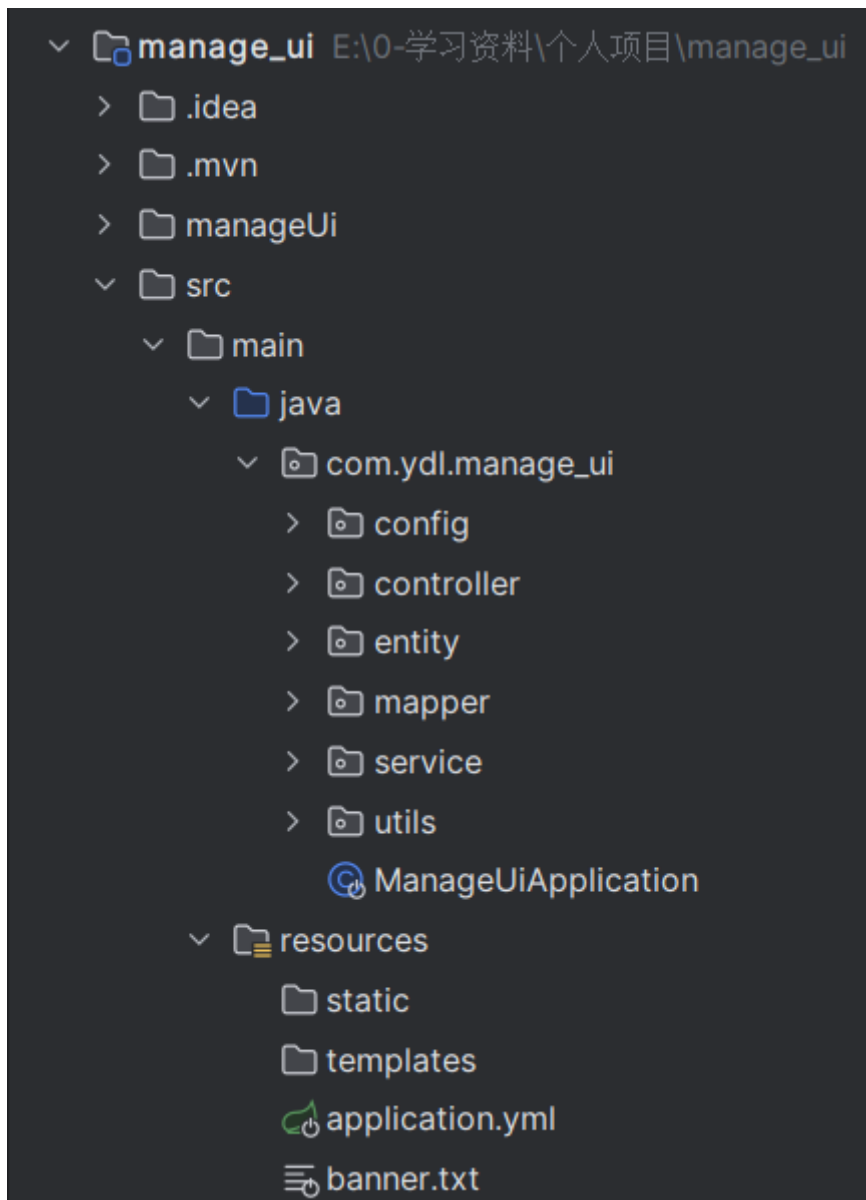 manage_ui E:\0-学习资料\个人项目\manage_ui
.idea
.mvn
manageUi
src
main
java
com.ydl.manage_ui
config
controller
entity
mapper
service
utils
ManageUiApplication
resources
static
templates
application.yml
banner.txt